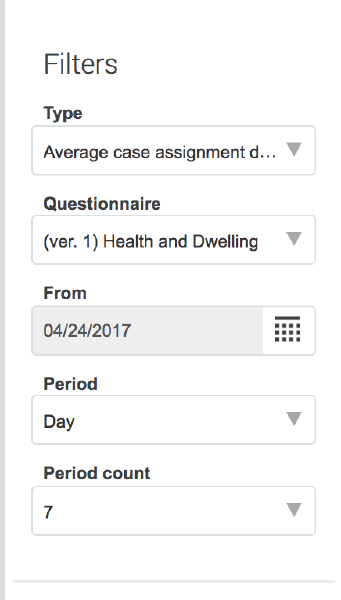 Filters
Type
Average case assignment d...
Questionnaire
(ver. 1) Health and Dwelling
From
04/24/2017
Period
Day
Period count
7